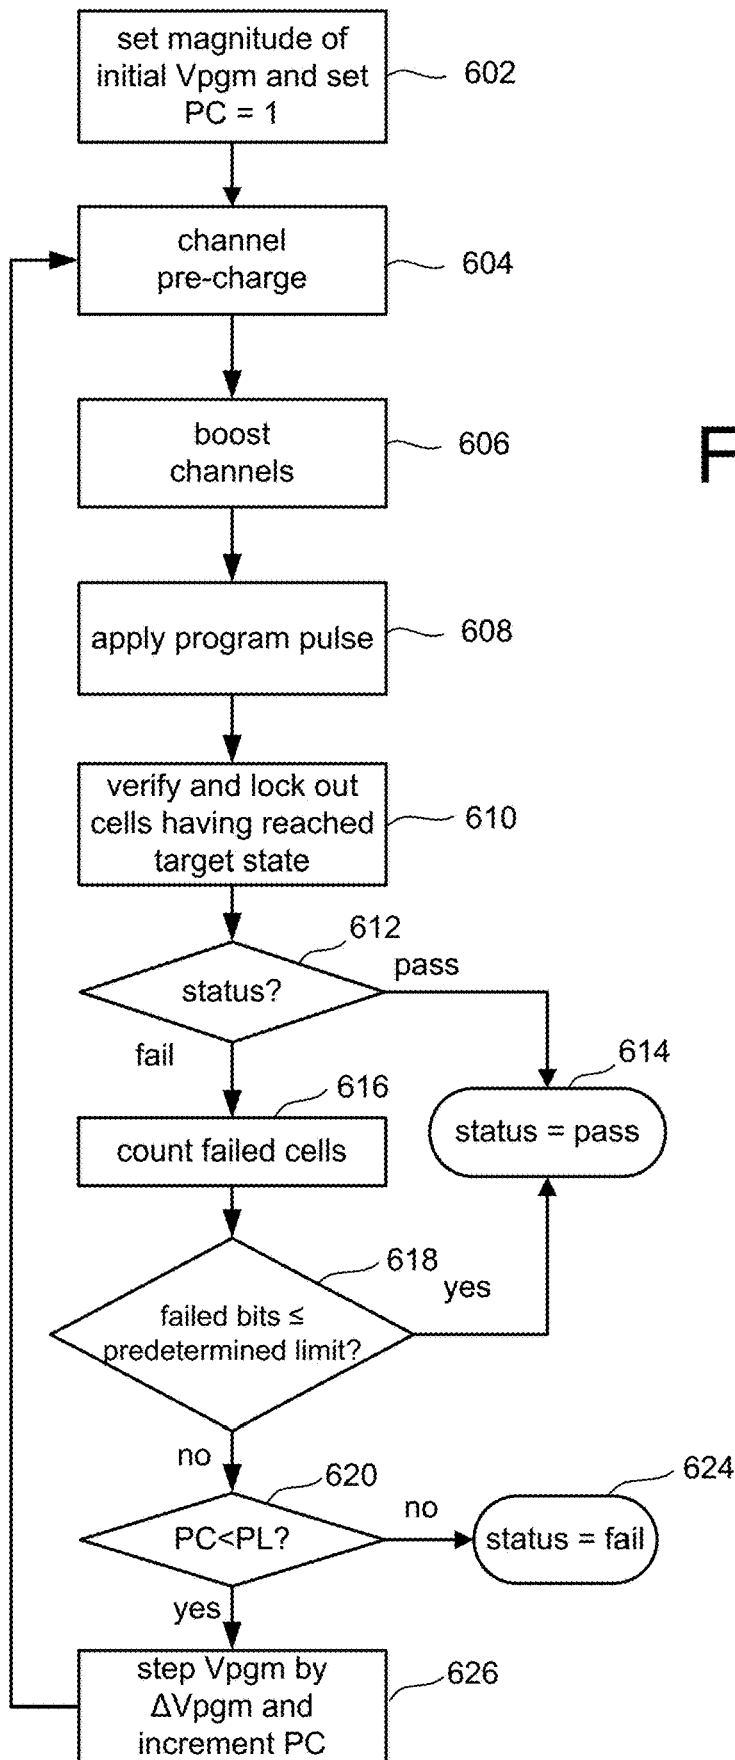 set magnitude of
initial Vpgm and set
PC = 1
602
channel
pre-charge
604
boost
channels
606
F
apply program pulse
608
verify and lock out
cells having reached
target state
610
612
status?
pass
fail
614
status = pass
616
count failed cells
618
yes
failed bits ≤
predetermined limit?
no
620
PC<PL?
no
624
status = fail
yes
step Vpgm by
ΔVpgm and
increment PC
626